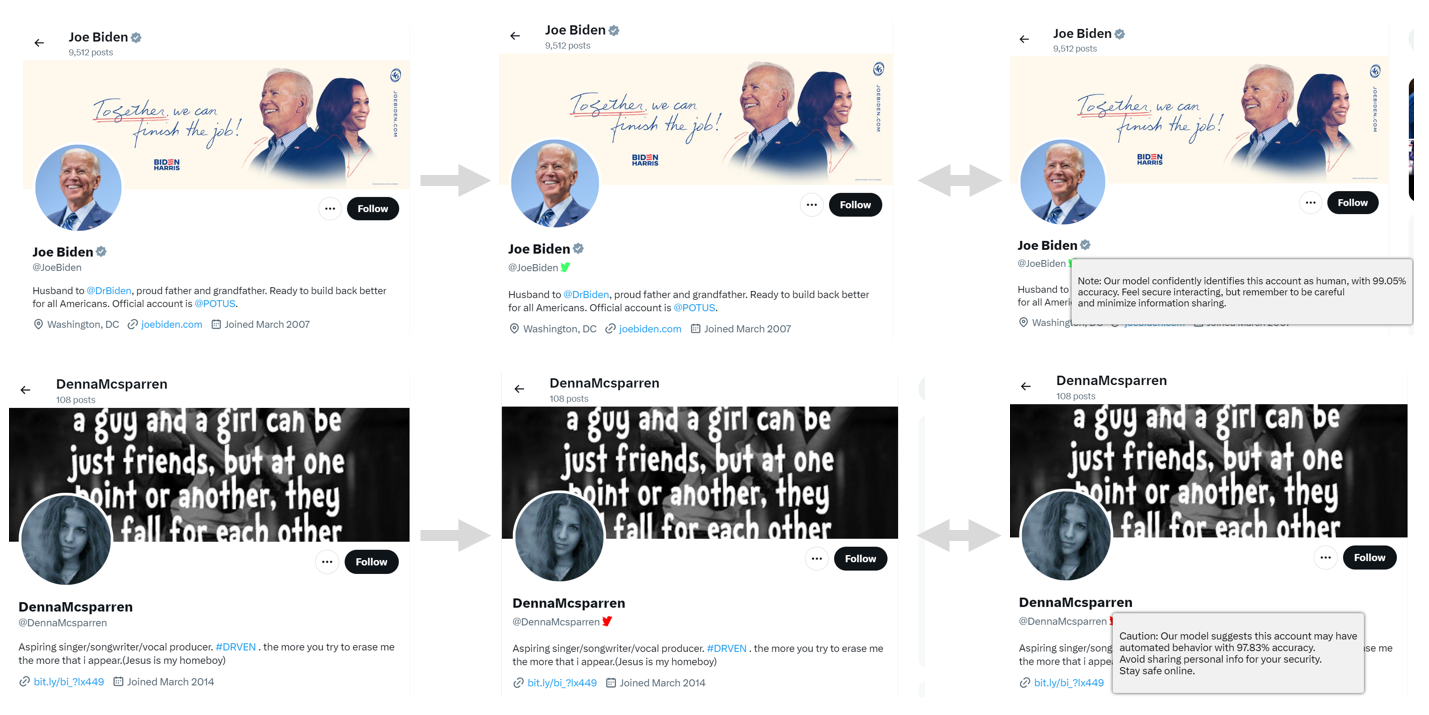 Joe Biden
9,512 posts
Together, we can
finish the job!
JOEBIDEN.COM
BIDEN
HARRIS
Follow
Joe Biden
@JoeBiden
Husband to @DrBiden, proud father and grandfather. Ready to build back better
for all Americans. Official account is @POTUS.
Washington, DC joebiden.com Joined March 2007
Joe Biden
9,512 posts
Together, we can
finish the job!
JOEBIDEN.COM
BIDEN
HARRIS
Follow
Joe Biden
@JoeBiden
Husband to @DrBiden, proud father and grandfather. Ready to build back better
for all Americans. Official account is @POTUS.
Washington, DC joebiden.com Joined March 2007
Joe Biden
9,512 posts
Together, we can
finish the job!
JOEBIDEN.COM
BIDEN
HARRIS
Follow
Joe Biden
@JoeBiden
Husband to
for all Ameri
Washington, DC joebiden.com Joined March 2007
Note: Our model confidently identifies this account as human, with 99.05%
accuracy. Feel secure interacting, but remember to be careful
and minimize information sharing.
DennaMcsparren
108 posts
a guy and a girl can be
just friends, but at one
point or another, they
fall for each other
Follow
DennaMcsparren
@DennaMcsparren
Aspiring singer/songwriter/vocal producer. #DRVEN . the more you try to erase me
the more that i appear.(Jesus is my homeboy)
bit.ly/bi_?lx449 Joined March 2014
DennaMcsparren
108 posts
a guy and a girl can be
just friends, but at one
point or another, they
fall for each other
Follow
DennaMcsparren
@DennaMcsparren
Aspiring singer/songwriter/vocal producer. #DRVEN . the more you try to erase me
the more that i appear.(Jesus is my homeboy)
bit.ly/bi_?lx449 Joined March 2014
DennaMcsparren
108 posts
a guy and a girl can be
just friends, but at one
point or another, they
fall for each other
Follow
DennaMcsparren
@DennaMcsparren
Aspiring singer/song se me
the more that i appea
bit.ly/bi_?lx449
Caution: Our model suggests this account may have
automated behavior with 97.83% accuracy.
Avoid sharing personal info for your security.
Stay safe online.